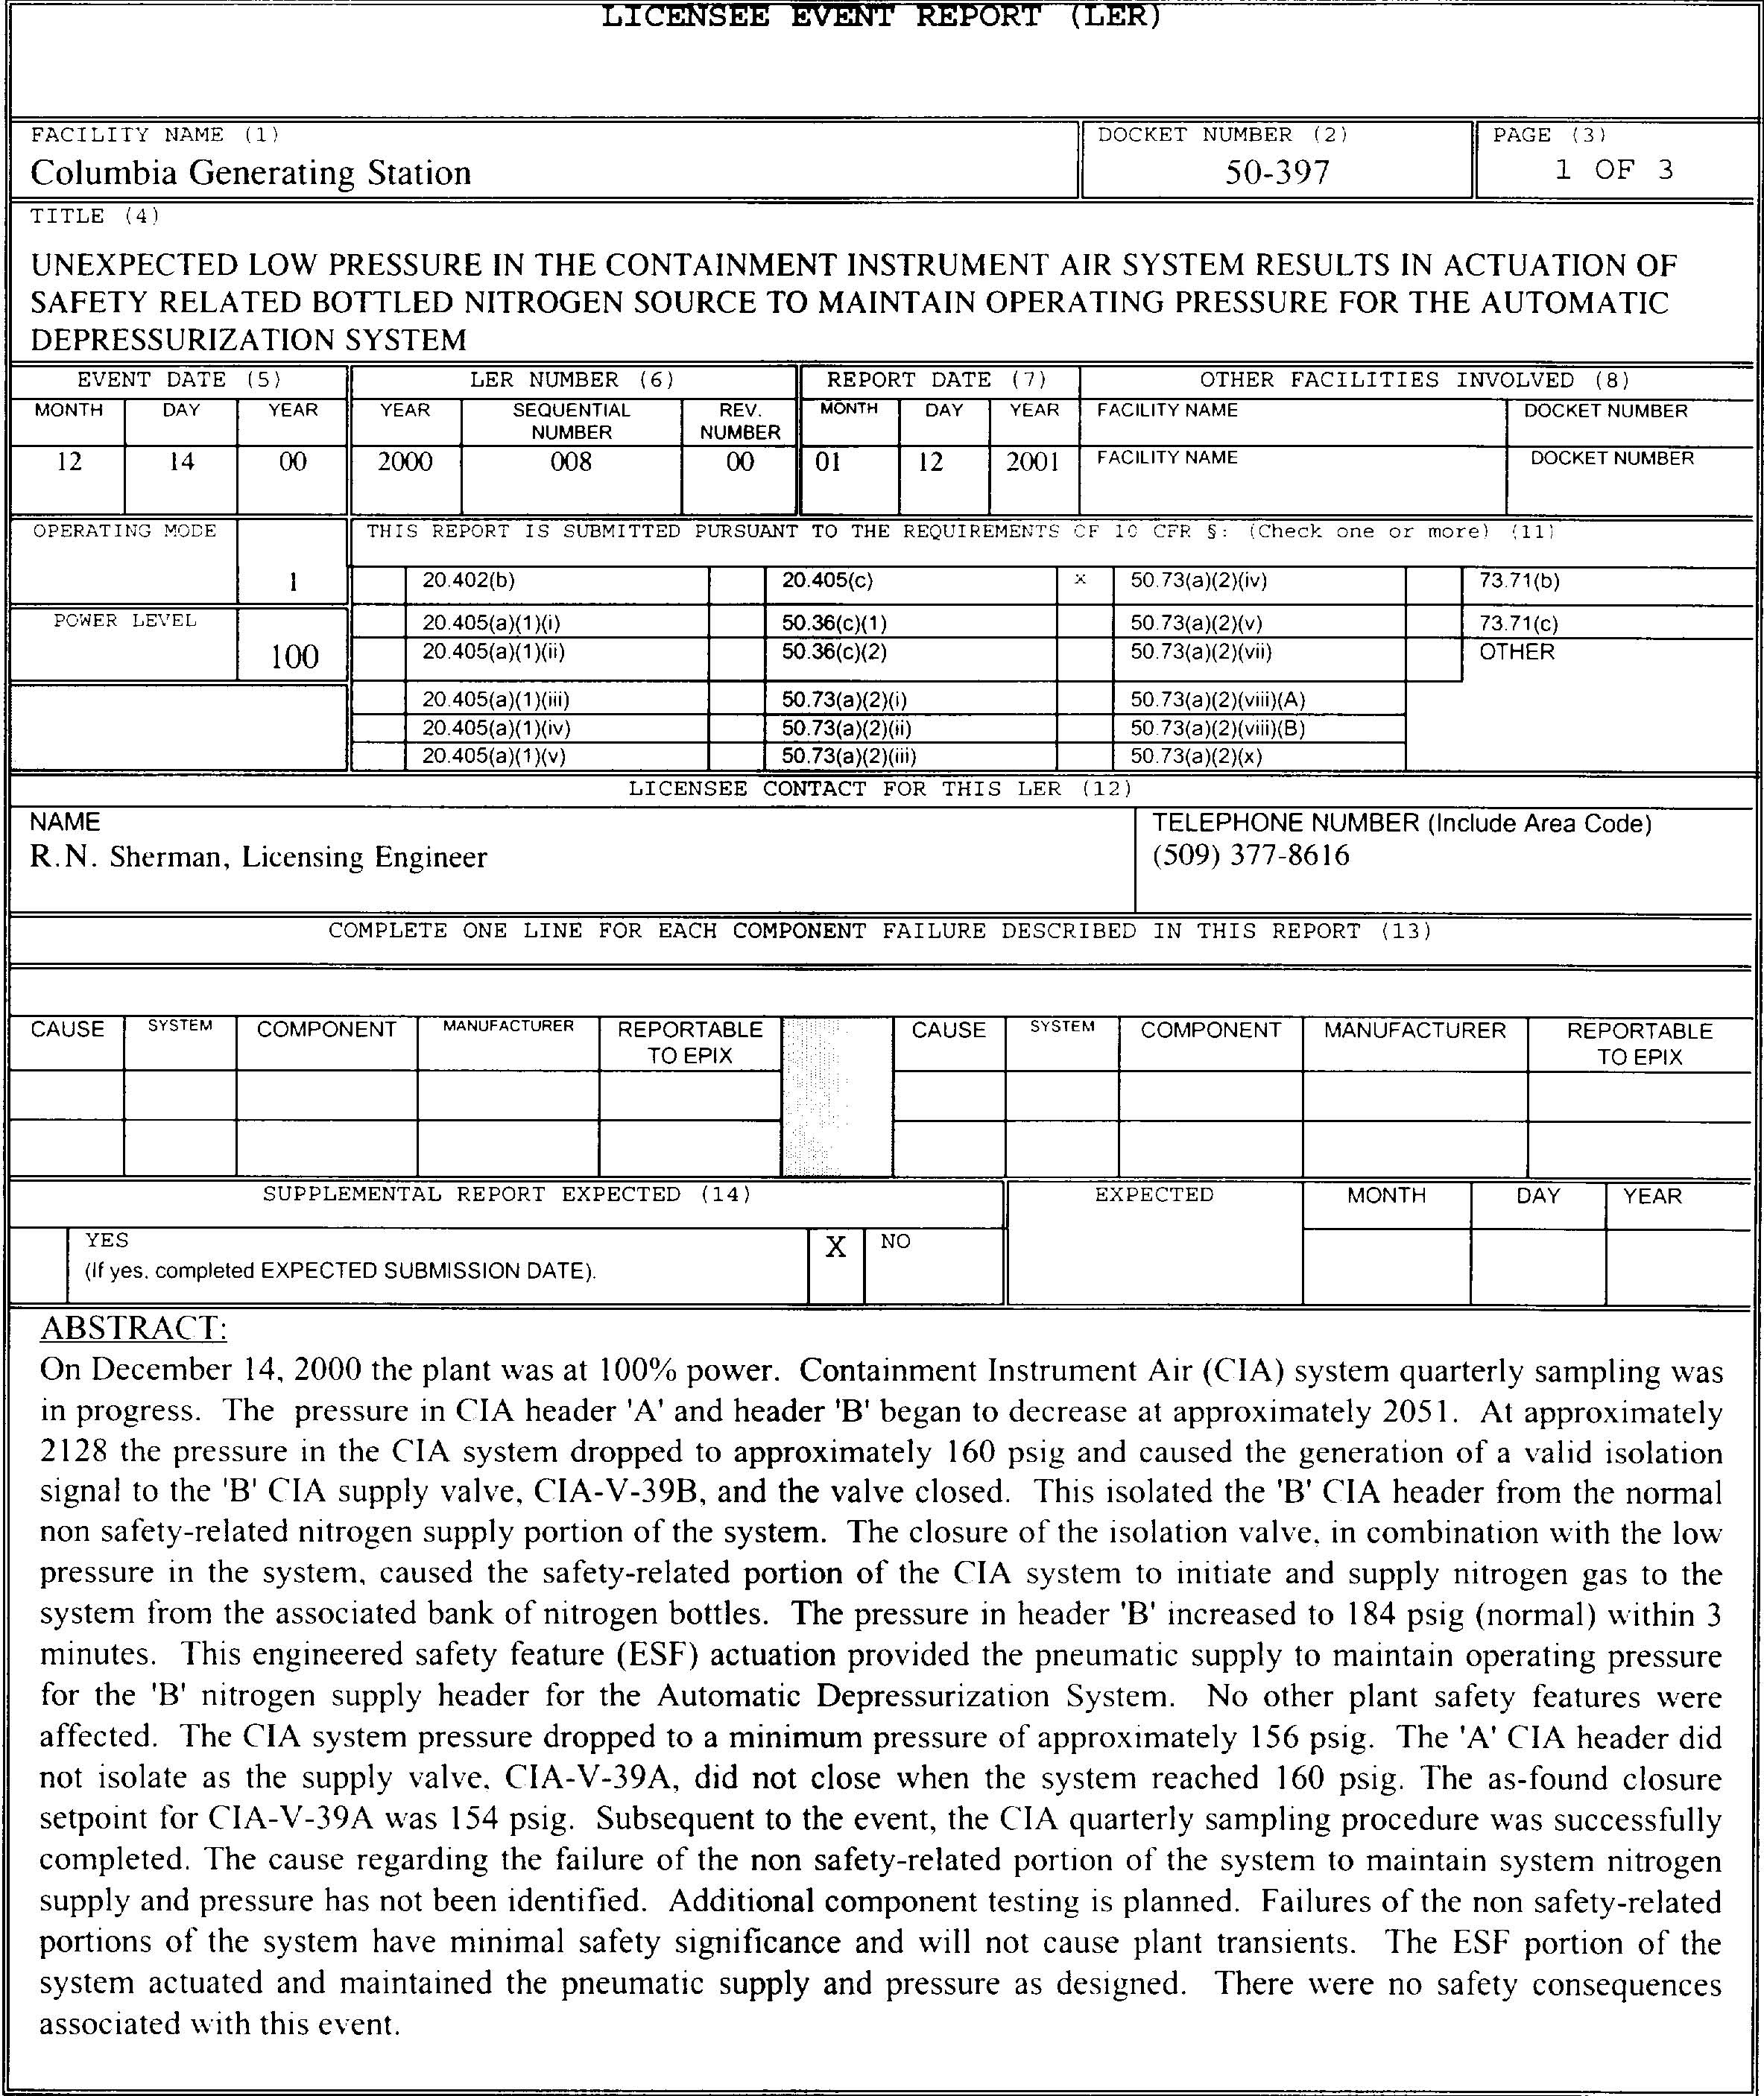 LICENSEE EVENT REPORT (LER)
FACILITY NAME (1)
Columbia Generating Station
DOCKET NUMBER (2)
50-397
PAGE (3)
1 OF 3
TITLE (4)
UNEXPECTED LOW PRESSURE IN THE CONTAINMENT INSTRUMENT AIR SYSTEM RESULTS IN ACTUATION OF
SAFETY RELATED BOTTLED NITROGEN SOURCE TO MAINTAIN OPERATING PRESSURE FOR THE AUTOMATIC
DEPRESSURIZATION SYSTEM
EVENT DATE (5) LER NUMBER (6) REPORT DATE (7) OTHER FACILITIES INVOLVED (8)
MONTH DAY YEAR YEAR SEQUENTIAL NUMBER REV. NUMBER MONTH DAY YEAR FACILITY NAME DOCKET NUMBER
12 14 00 2000 008 00 01 12 2001 FACILITY NAME DOCKET NUMBER
OPERATING MODE 1 THIS REPORT IS SUBMITTED PURSUANT TO THE REQUIREMENTS OF 10 CFR §: (Check one or more) (11)
20.402(b) 20.405(c) x 50.73(a)(2)(iv) 73.71(b)
POWER LEVEL 100 20.405(a)(1)(i) 50.36(c)(1) 50.73(a)(2)(v) 73.71(c)
20.405(a)(1)(ii) 50.36(c)(2) 50.73(a)(2)(vii) OTHER
20.405(a)(1)(iii) 50.73(a)(2)(i) 50.73(a)(2)(viii)(A)
20.405(a)(1)(iv) 50.73(a)(2)(ii) 50.73(a)(2)(viii)(B)
20.405(a)(1)(v) 50.73(a)(2)(iii) 50.73(a)(2)(x)
LICENSEE CONTACT FOR THIS LER (12)
NAME
R.N. Sherman, Licensing Engineer
TELEPHONE NUMBER (Include Area Code)
(509) 377-8616
COMPLETE ONE LINE FOR EACH COMPONENT FAILURE DESCRIBED IN THIS REPORT (13)
CAUSE SYSTEM COMPONENT MANUFACTURER REPORTABLE TO EPIX CAUSE SYSTEM COMPONENT MANUFACTURER REPORTABLE TO EPIX
SUPPLEMENTAL REPORT EXPECTED (14) EXPECTED MONTH DAY YEAR
YES
(If yes, completed EXPECTED SUBMISSION DATE).
X NO
ABSTRACT:
On December 14, 2000 the plant was at 100% power. Containment Instrument Air (CIA) system quarterly sampling was
in progress. The pressure in CIA header 'A' and header 'B' began to decrease at approximately 2051. At approximately
2128 the pressure in the CIA system dropped to approximately 160 psig and caused the generation of a valid isolation
signal to the 'B' CIA supply valve, CIA-V-39B, and the valve closed. This isolated the 'B' CIA header from the normal
non safety-related nitrogen supply portion of the system. The closure of the isolation valve, in combination with the low
pressure in the system, caused the safety-related portion of the CIA system to initiate and supply nitrogen gas to the
system from the associated bank of nitrogen bottles. The pressure in header 'B' increased to 184 psig (normal) within 3
minutes. This engineered safety feature (ESF) actuation provided the pneumatic supply to maintain operating pressure
for the 'B' nitrogen supply header for the Automatic Depressurization System. No other plant safety features were
affected. The CIA system pressure dropped to a minimum pressure of approximately 156 psig. The 'A' CIA header did
not isolate as the supply valve, CIA-V-39A, did not close when the system reached 160 psig. The as-found closure
setpoint for CIA-V-39A was 154 psig. Subsequent to the event, the CIA quarterly sampling procedure was successfully
completed. The cause regarding the failure of the non safety-related portion of the system to maintain system nitrogen
supply and pressure has not been identified. Additional component testing is planned. Failures of the non safety-related
portions of the system have minimal safety significance and will not cause plant transients. The ESF portion of the
system actuated and maintained the pneumatic supply and pressure as designed. There were no safety consequences
associated with this event.